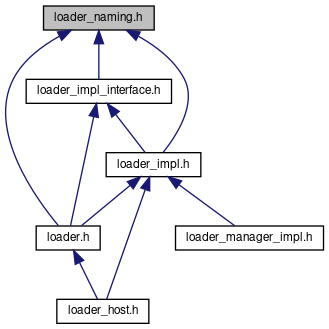 loader_naming.h
loader_impl_interface.h
loader_impl.h
loader.h
loader_manager_impl.h
loader_host.h